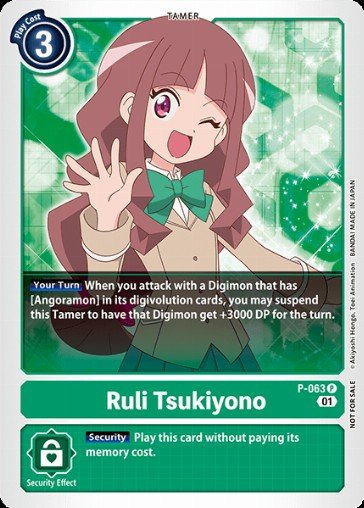 TAMER
Play Cost
3
Your Turn When you attack with a Digimon that has
[Angoramon] in its digivolution cards, you may suspend
this Tamer to have that Digimon get +3000 DP for the turn.
©Akiyoshi Hongo, Toei Animation BANDAI MADE IN JAPAN
NOT FOR SALE
P-063 P
01
Ruli Tsukiyono
Security Play this card without paying its
memory cost.
Security Effect